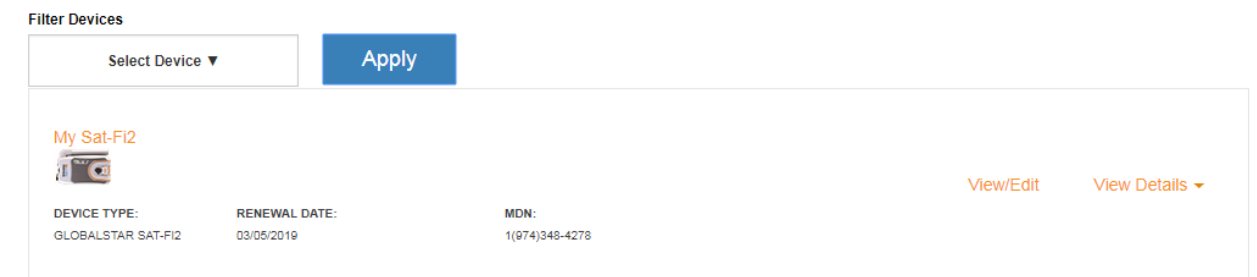 Filter Devices
Select Device ▼ Apply
My Sat-Fi2
View/Edit View Details
DEVICE TYPE: RENEWAL DATE: MDN:
GLOBALSTAR SAT-FI2 03/05/2019 1(974)348-4278